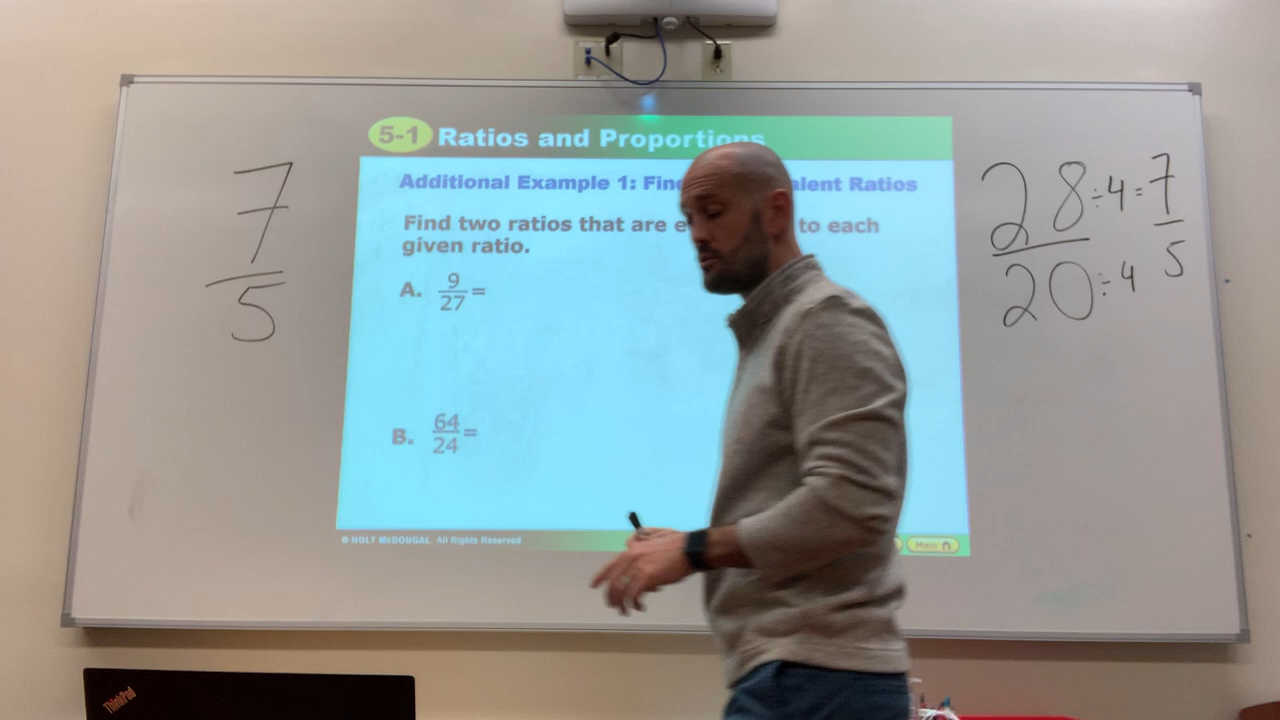 5-1 Ratios and Proportions
Additional Example 1: Ratios
Find two ratios that are to each
given ratio.
A. 9/27 =
B. 64/24 =
© HOLT McDOUGAL. All Rights Reserved
Main
7
5
28 ÷ 4 = 7
20 ÷ 4 5
ThinkPad